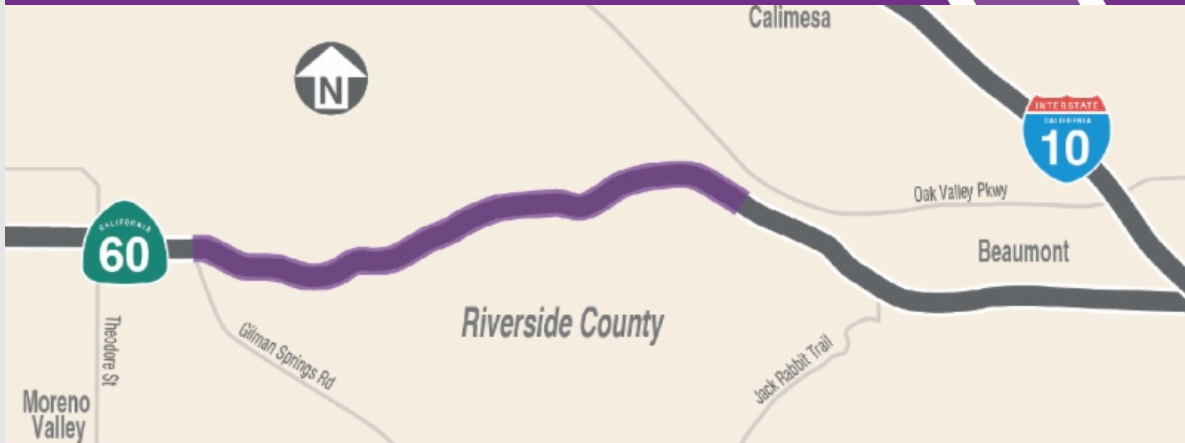 Calimesa
N
INTERSTATE
CALIFORNIA
10
Oak Valley Pkwy
CALIFORNIA
60
Beaumont
Riverside County
Theodore St
Gilman Springs Rd
Jack Rabbit Trail
Moreno
Valley